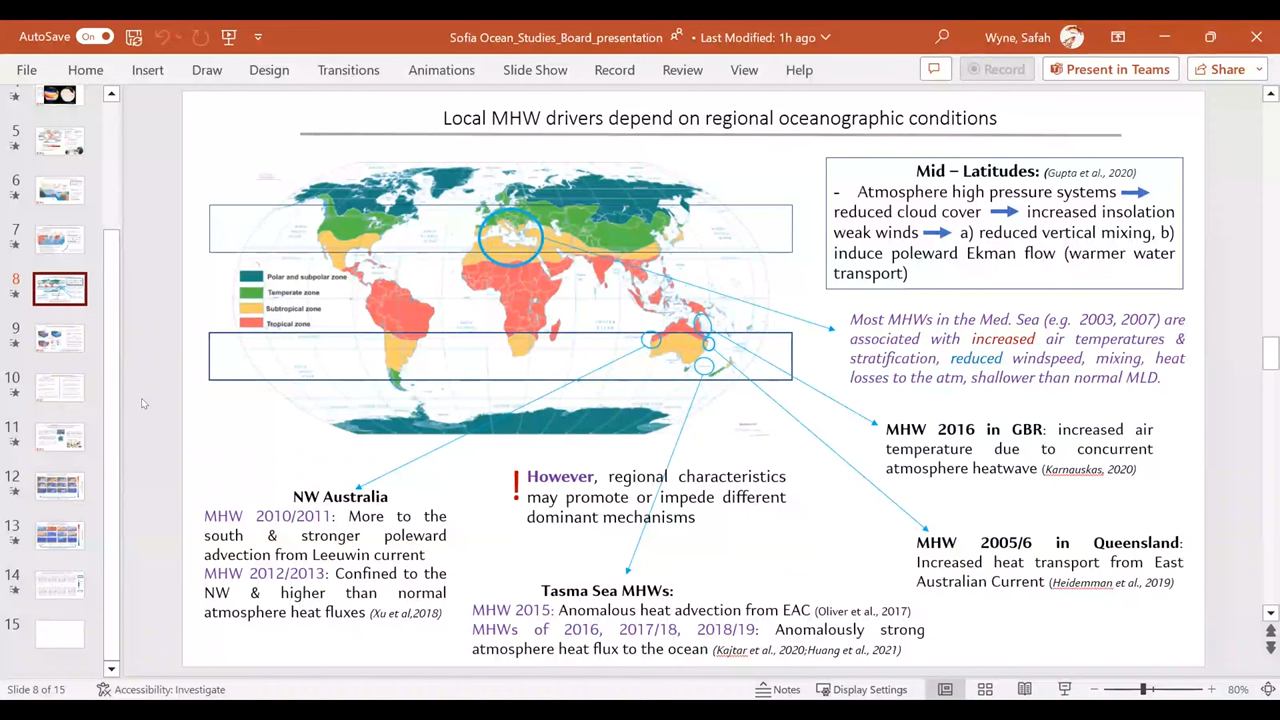 AutoSave On
Sofia Ocean_Studies_Board_presentation • Last Modified: 1h ago
Wyne, Safah
File Home Insert Draw Design Transitions Animations Slide Show Record Review View Help
Record Present in Teams Share
5
6
7
8
10
11
12
13
14
15
Local MHW drivers depend on regional oceanographic conditions
Polar and subpolar zone
Temperate zone
Subtropical zone
Tropical zone
Mid – Latitudes: (Gupta et al., 2020)
- Atmosphere high pressure systems
reduced cloud cover increased insolation
weak winds a) reduced vertical mixing, b)
induce poleward Ekman flow (warmer water
transport)
Most MHWs in the Med. Sea (e.g. 2003, 2007) are
associated with increased air temperatures &
stratification, reduced windspeed, mixing, heat
losses to the atm, shallower than normal MLD.
MHW 2016 in GBR: increased air
temperature due to concurrent
atmosphere heatwave (Karnauskas, 2020)
! However, regional characteristics
may promote or impede different
dominant mechanisms
NW Australia
MHW 2010/2011: More to the
south & stronger poleward
advection from Leeuwin current
MHW 2012/2013: Confined to the
NW & higher than normal
atmosphere heat fluxes (Xu et al,2018)
MHW 2005/6 in Queensland:
Increased heat transport from East
Australian Current (Heidemman et al., 2019)
Tasma Sea MHWs:
MHW 2015: Anomalous heat advection from EAC (Oliver et al., 2017)
MHWs of 2016, 2017/18, 2018/19: Anomalously strong
atmosphere heat flux to the ocean (Kajtar et al., 2020;Huang et al., 2021)
Slide 8 of 15 Accessibility: Investigate Notes Display Settings 80%